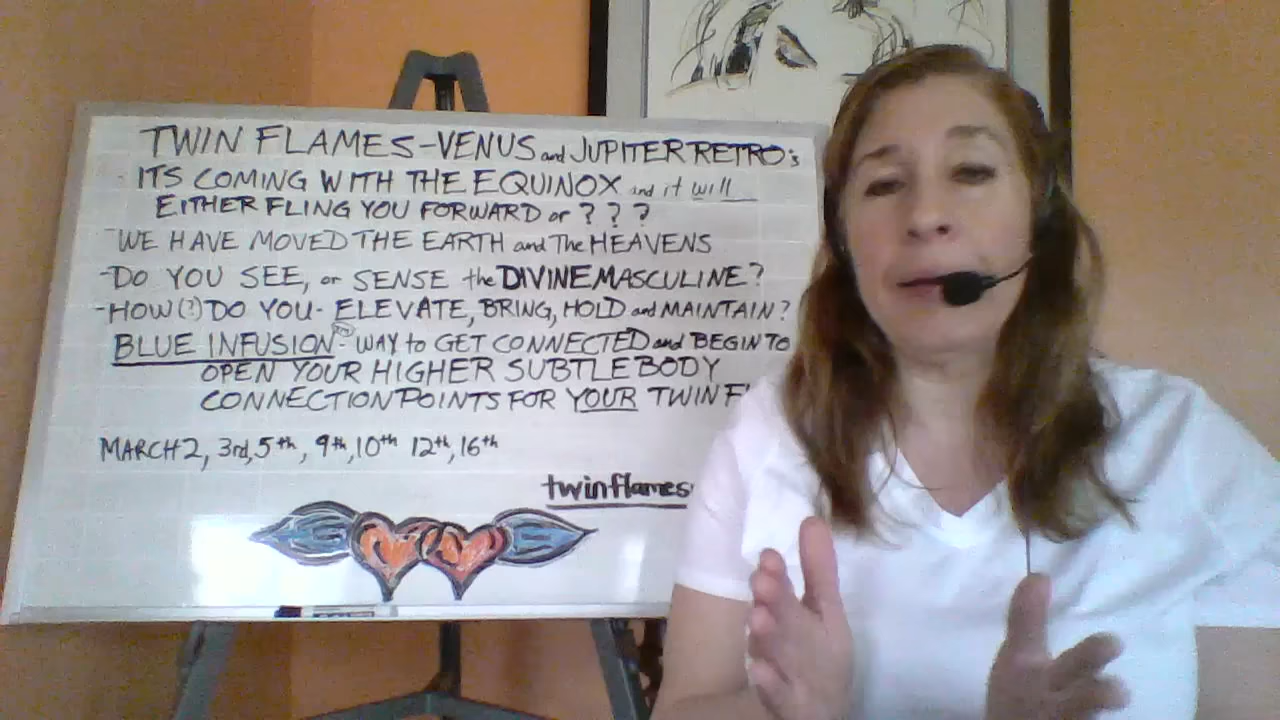 TWIN FLAMES-VENUS and JUPITER RETRO's
ITS COMING WITH THE EQUINOX and it will
EITHER FLING YOU FORWARD or ? ? ?
-WE HAVE MOVED THE EARTH and The HEAVENS
-DO YOU SEE, or SENSE the DIVINE MASCULINE?
-HOW(?) DO YOU- ELEVATE, BRING, HOLD and MAINTAIN?
BLUE INFUSION - WAY to GET CONNECTED and BEGIN TO
OPEN YOUR HIGHER SUBTLE BODY
CONNECTION POINTS FOR YOUR TWIN
MARCH 2, 3rd, 5th, 9th, 10th 12th, 16th
twinflames